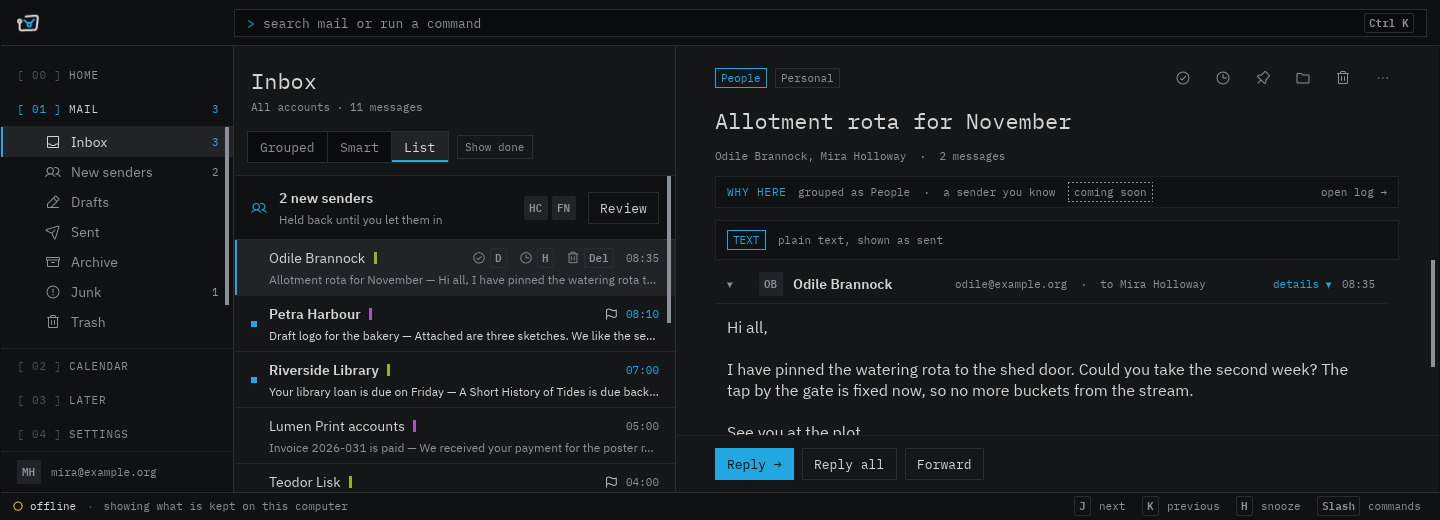 > search mail or run a command Ctrl K
[ 00 ] HOME
[ 01 ] MAIL 3
Inbox 3
New senders 2
Drafts
Sent
Archive
Junk 1
Trash
[ 02 ] CALENDAR
[ 03 ] LATER
[ 04 ] SETTINGS
MH mira@example.org
Inbox
All accounts · 11 messages
Grouped Smart List Show done
2 new senders
Held back until you let them in
HC FN Review
Odile Brannock D H Del 08:35
Allotment rota for November — Hi all, I have pinned the watering rota t...
Petra Harbour 08:10
Draft logo for the bakery — Attached are three sketches. We like the se...
Riverside Library 07:00
Your library loan is due on Friday — A Short History of Tides is due back...
Lumen Print accounts 05:00
Invoice 2026-031 is paid — We received your payment for the poster r...
Teodor Lisk 04:00
People Personal ...
Allotment rota for November
Odile Brannock, Mira Holloway · 2 messages
WHY HERE grouped as People · a sender you know coming soon open log →
TEXT plain text, shown as sent
▾ OB Odile Brannock odile@example.org · to Mira Holloway details ▾ 08:35
Hi all,
I have pinned the watering rota to the shed door. Could you take the second week? The
tap by the gate is fixed now, so no more buckets from the stream.
See you at the plot
Reply → Reply all Forward
offline · showing what is kept on this computer
J next K previous H snooze Slash commands